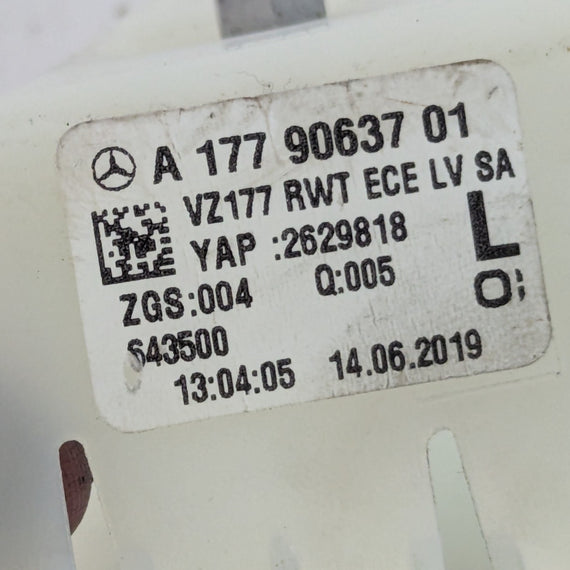 A 177 90637 01
VZ177 RWT ECE LV SA
YAP :2629818
L
ZGS:004 Q:005
643500
13:04:05 14.06.2019